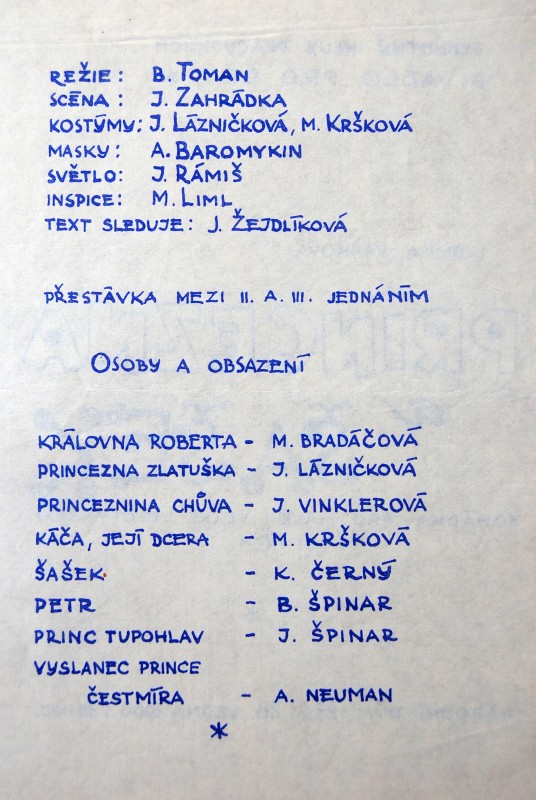 REŽIE: B. TOMAN
SCÉNA: J. ZAHRÁDKA
KOSTÝMY: J. LÁZNIČKOVÁ, M. KRŠKOVÁ
MASKY: A. BAROMYKIN
SVĚTLO: J. RÁMIŠ
INSPICE: M. LIML
TEXT SLEDUJE: J. ŽEJDLÍKOVÁ
PŘESTÁVKA MEZI II. A. III. JEDNÁNÍM
OSOBY A OBSAZENÍ
KRÁLOVNA ROBERTA - M. BRADÁČOVÁ
PRINCEZNA ZLATUŠKA - J. LÁZNIČKOVÁ
PRINCEZNINA CHŮVA - J. VINKLEROVÁ
KÁČA, JEJÍ DCERA - M. KRŠKOVÁ
ŠAŠEK - K. ČERNÝ
PETR - B. ŠPINAR
PRINC TUPOHLAV - J. ŠPINAR
VYSLANEC PRINCE
ČESTMÍRA - A. NEUMAN
*